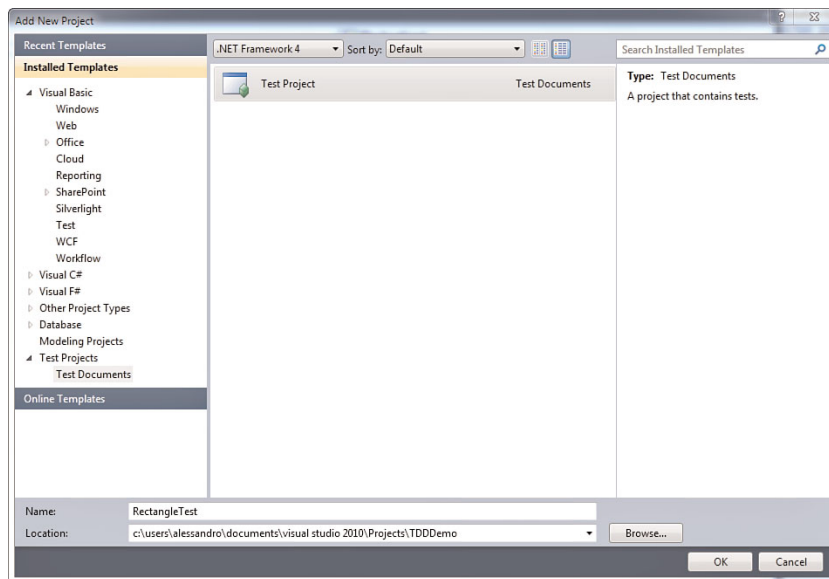 Add New Project
Recent Templates
Installed Templates
Visual Basic
Windows
Web
Office
Cloud
Reporting
SharePoint
Silverlight
Test
WCF
Workflow
Visual C#
Visual F#
Other Project Types
Database
Modeling Projects
Test Projects
Test Documents
Online Templates
.NET Framework 4 Sort by: Default
Test Project Test Documents
Search Installed Templates
Type: Test Documents
A project that contains tests.
Name: RectangleTest
Location: c:\users\alessandro\documents\visual studio 2010\Projects\TDDDemo Browse...
OK Cancel